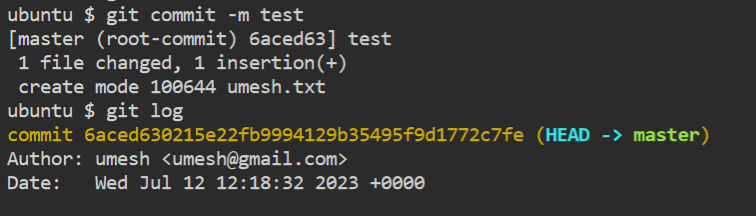 ubuntu $ git commit -m test
[master (root-commit) 6aced63] test
 1 file changed, 1 insertion(+)
 create mode 100644 umesh.txt
ubuntu $ git log
commit 6aced630215e22fb9994129b35495f9d1772c7fe (HEAD -> master)
Author: umesh <umesh@gmail.com>
Date:   Wed Jul 12 12:18:32 2023 +0000